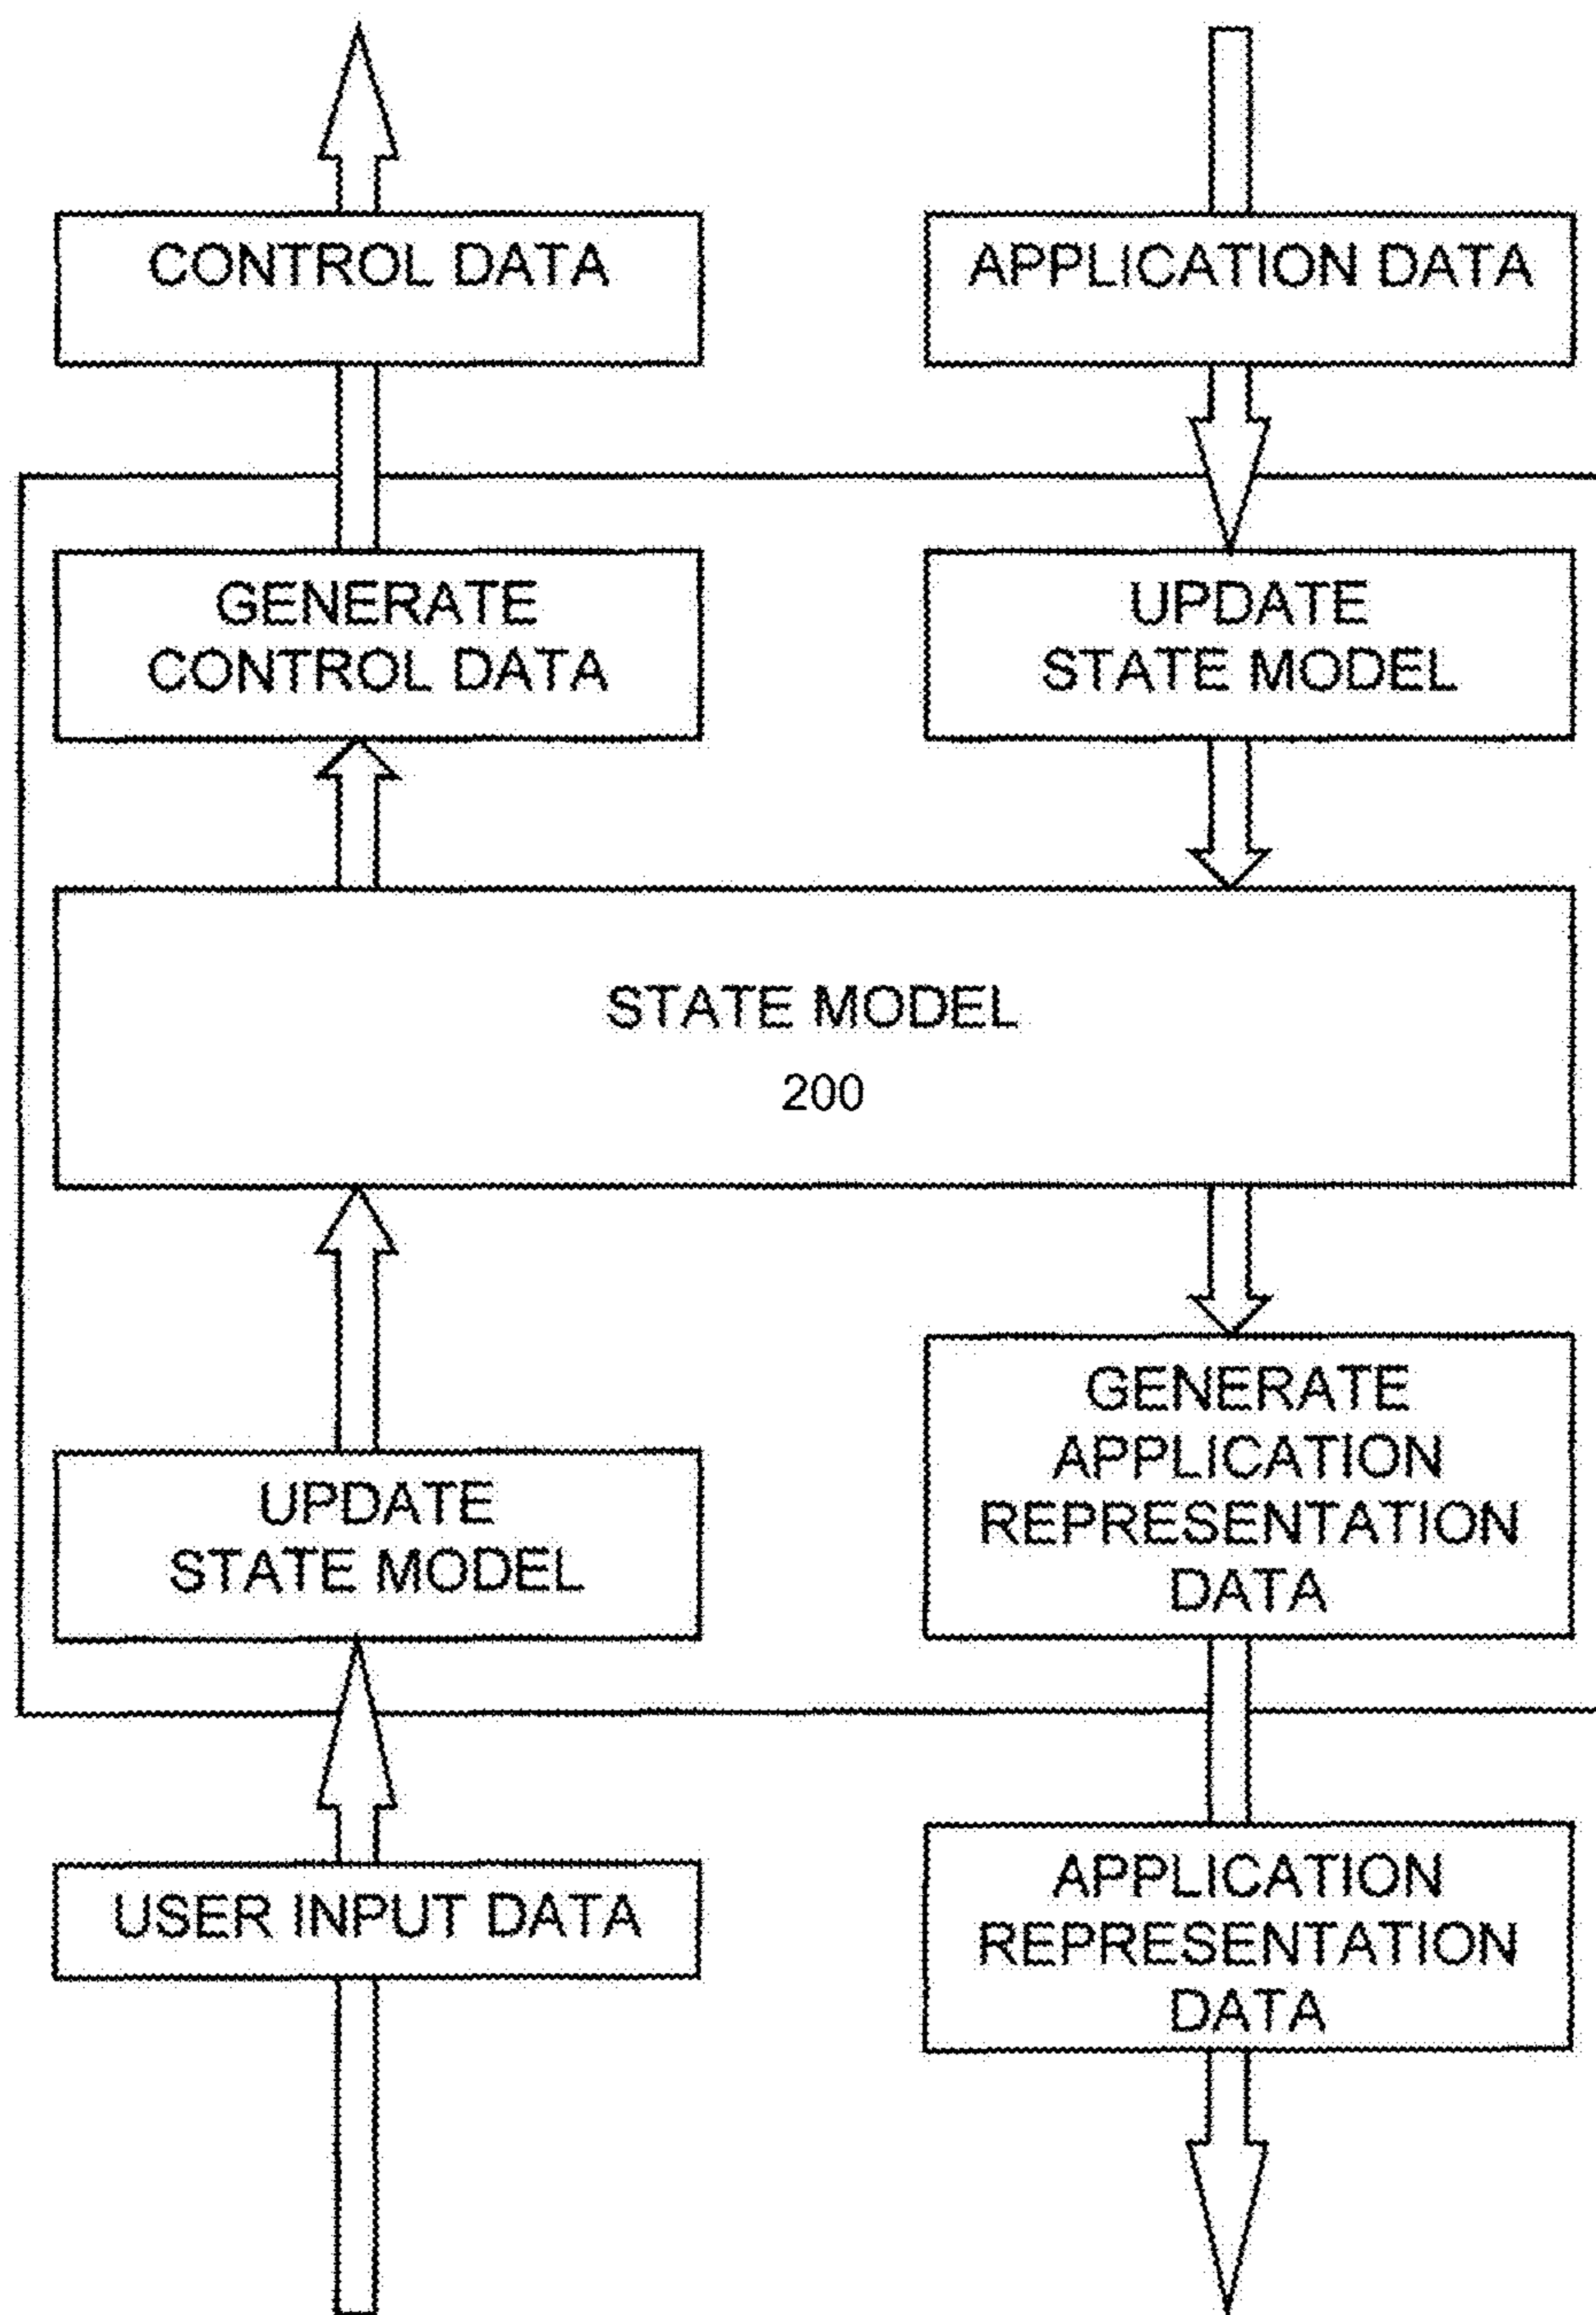 CONTROL DATA
APPLICATION DATA
GENERATE
CONTROL DATA
UPDATE
STATE MODEL
STATE MODEL
200
GENERATE
APPLICATION
REPRESENTATION
DATA
UPDATE
STATE MODEL
USER INPUT DATA
APPLICATION
REPRESENTATION
DATA